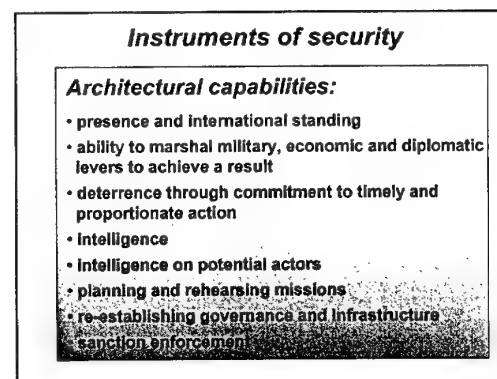 Instruments of security
Architectural capabilities:
• presence and international standing
• ability to marshal military, economic and diplomatic
levers to achieve a result
• deterrence through commitment to timely and
proportionate action
• intelligence
• intelligence on potential actors
• planning and rehearsing missions
• re-establishing governance and infrastructure
• sanction enforcement